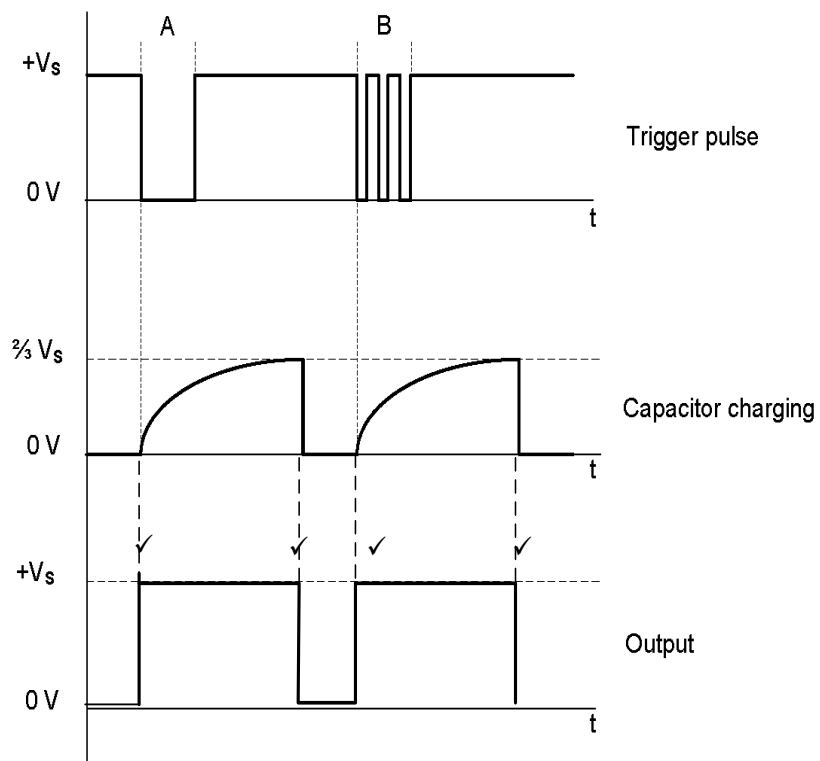 A B
+Vs
Trigger pulse
0 V
t
⅔ Vs
Capacitor charging
0 V
t
✓ ✓ ✓ ✓
+Vs
Output
0 V
t